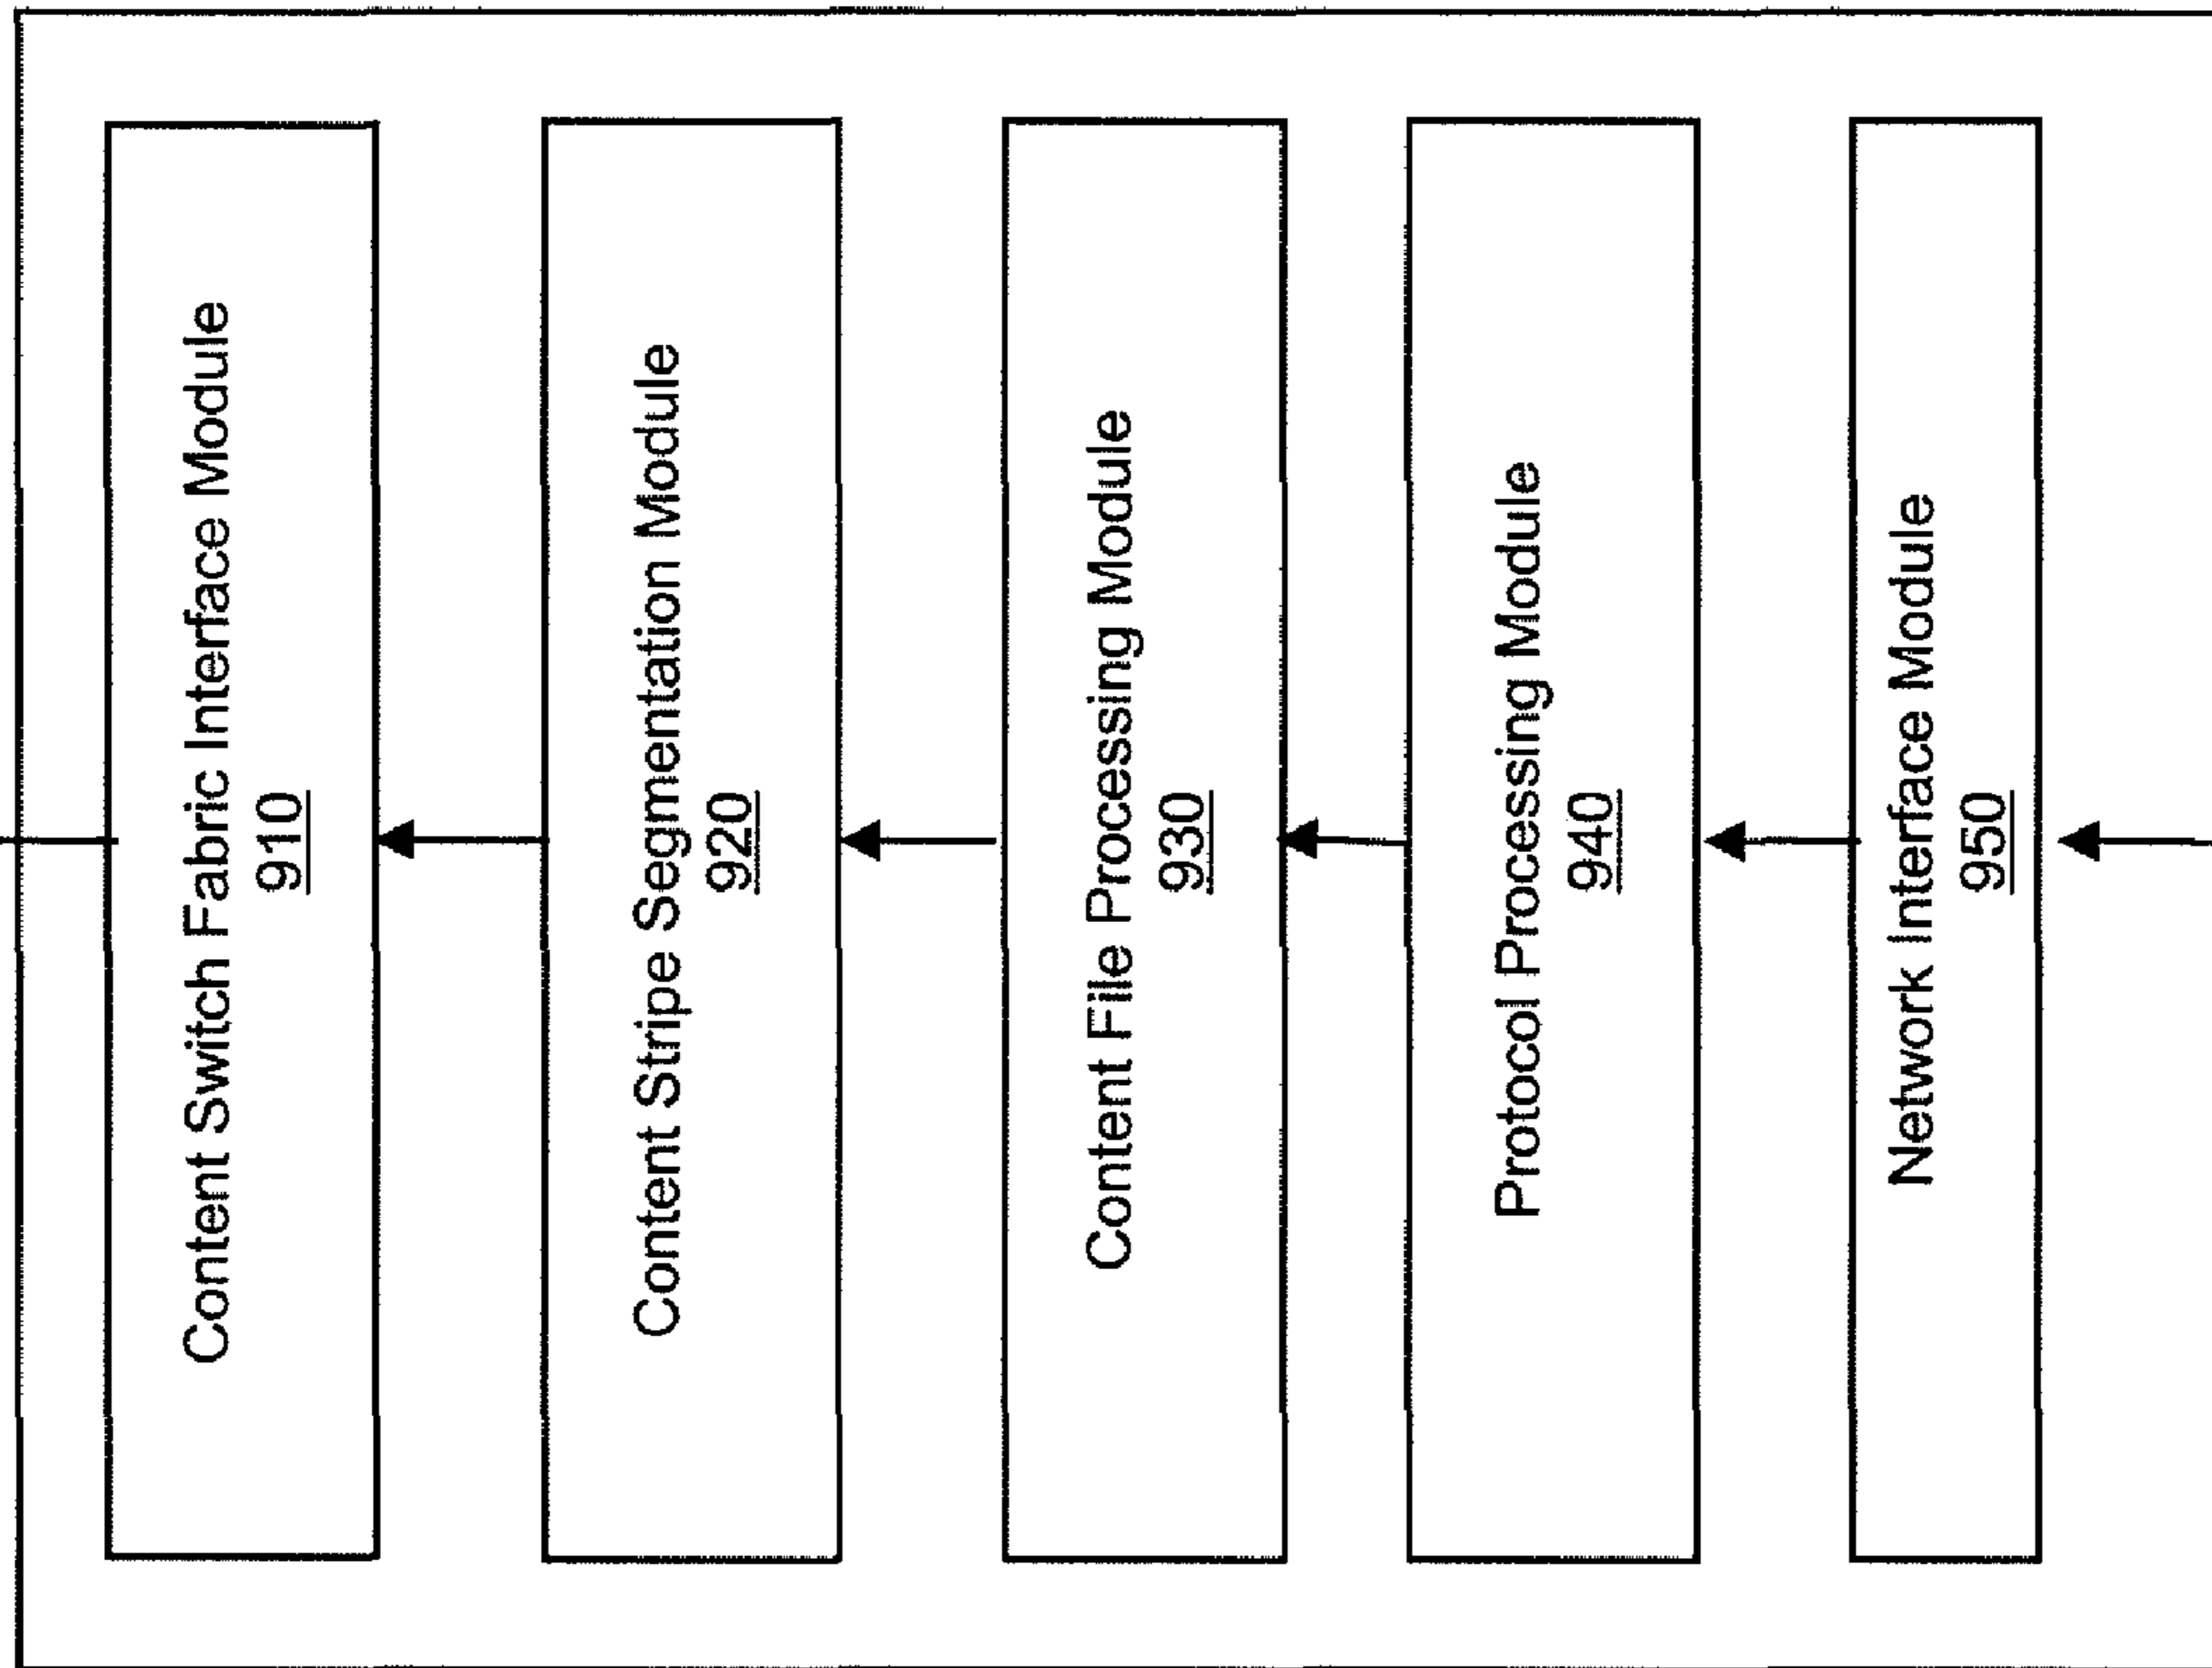 Content Switch Fabric Interface Module
910
Content Stripe Segmentation Module
920
Content File Processing Module
930
Protocol Processing Module
940
Network Interface Module
950